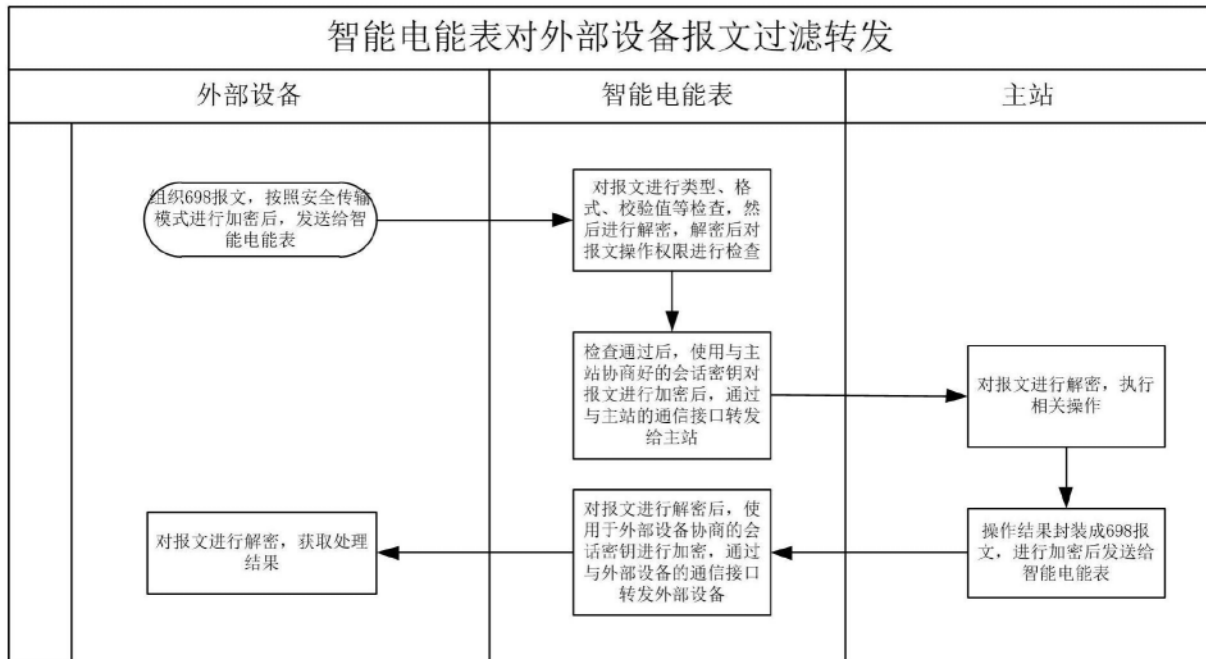 智能电能表对外部设备报文过滤转发
外部设备
智能电能表
主站
组织698报文，按照安全传输
模式进行加密后，发送给智
能电能表
对报文进行类型、格
式、校验值等检查，然
后进行解密，解密后对
报文操作权限进行检查
检查通过后，使用与主
站协商好的会话密钥对
报文进行加密后，通过
与主站的通信接口转发
给主站
对报文进行解密，执行
相关操作
操作结果封装成698报
文，进行加密后发送给
智能电能表
对报文进行解密后，使
用于外部设备协商的会
话密钥进行加密，通过
与外部设备的通信接口
转发外部设备
对报文进行解密，获取处理
结果